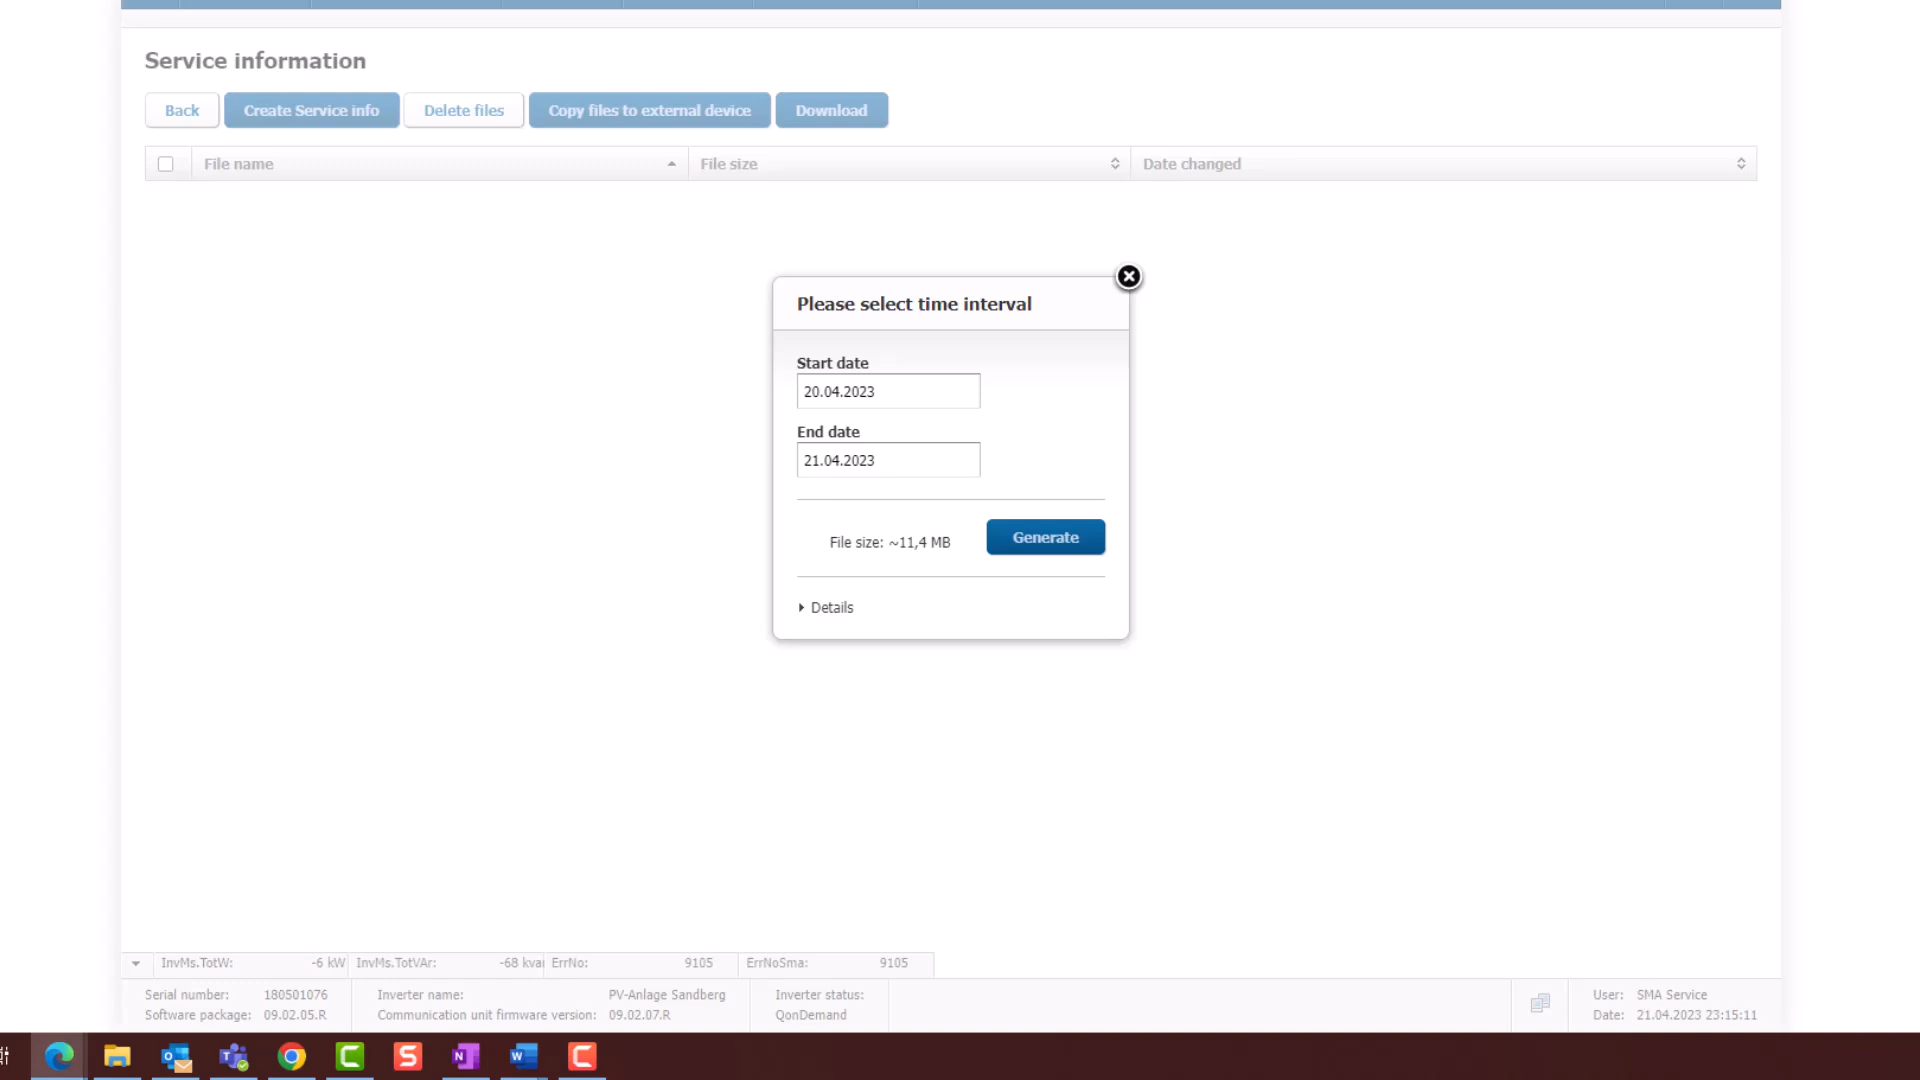 Service information
Back Create Service info Delete files Copy files to external device Download
File name File size Date changed
Please select time interval
Start date
20.04.2023
End date
21.04.2023
File size: ~11,4 MB Generate
Details
InvMs.TotW: -6 kW InvMs.TotVAr: -68 kvar ErrNo: 9105 ErrNoSma: 9105
Serial number: 180501076 Inverter name: PV-Anlage Sandberg Inverter status: User: SMA Service
Software package: 09.02.05.R Communication unit firmware version: 09.02.07.R QonDemand Date: 21.04.2023 23:15:11